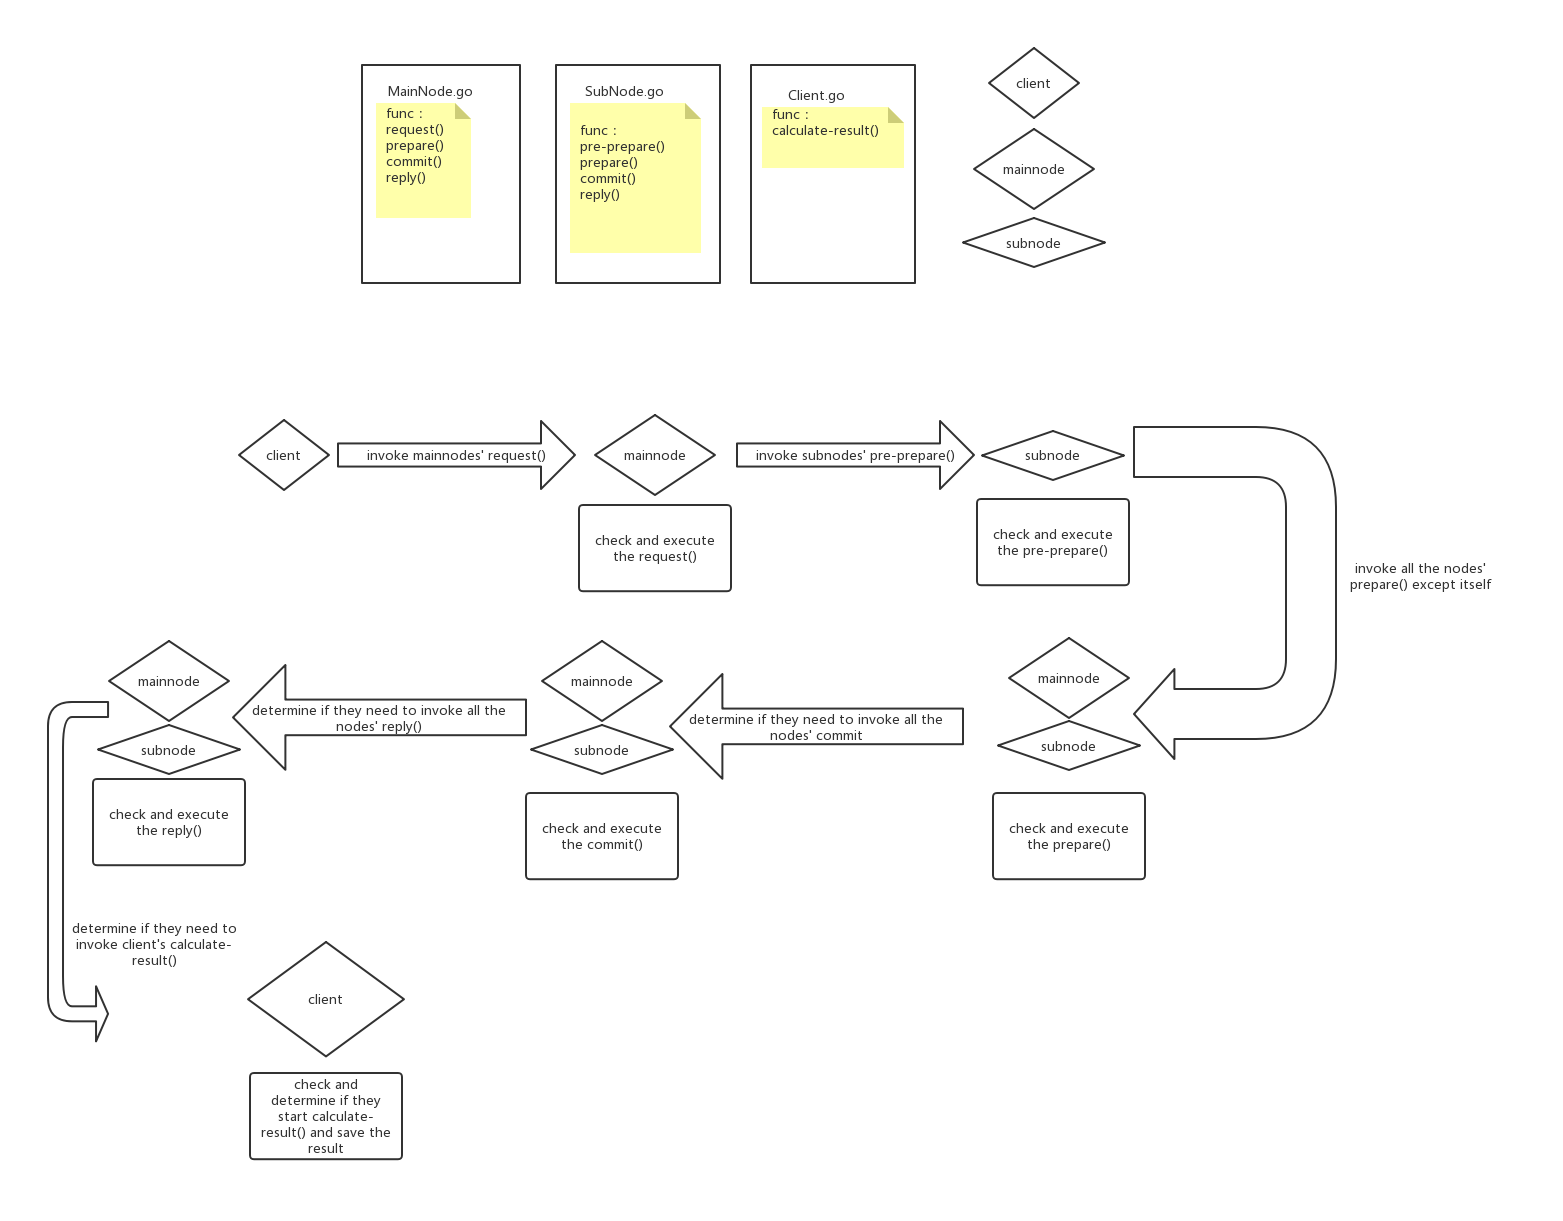 MainNode.go
func：
request()
prepare()
commit()
reply()
SubNode.go
func：
pre-prepare()
prepare()
commit()
reply()
Client.go
func：
calculate-result()
client
mainnode
subnode
client
invoke mainnodes' request()
mainnode
invoke subnodes' pre-prepare()
subnode
check and execute
the request()
check and execute
the pre-prepare()
invoke all the nodes'
prepare() except itself
mainnode
subnode
check and execute
the prepare()
determine if they need to invoke all the
nodes' commit
mainnode
subnode
check and execute
the commit()
determine if they need to invoke all the
nodes' reply()
mainnode
subnode
check and execute
the reply()
determine if they need to
invoke client's calculate-
result()
client
check and
determine if they
start calculate-
result() and save the
result